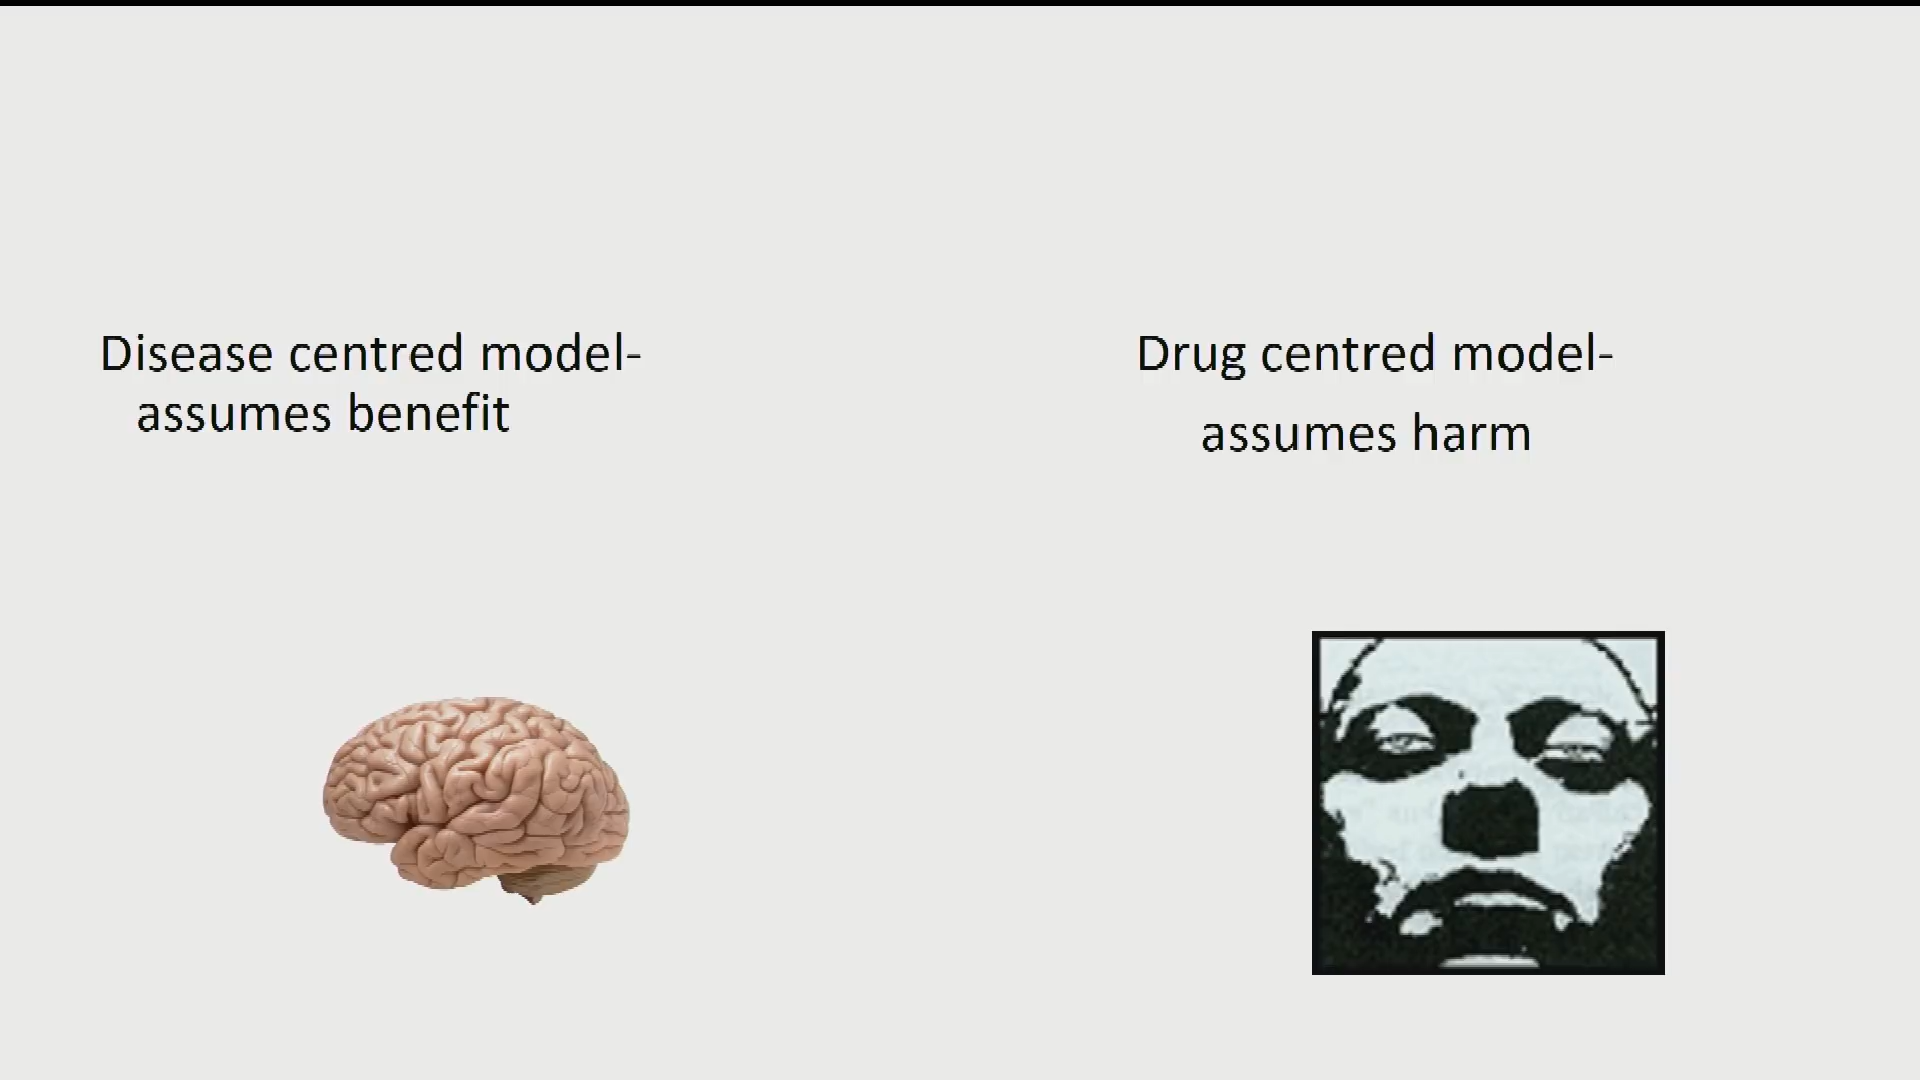 Disease centred model-
assumes benefit
Drug centred model-
assumes harm